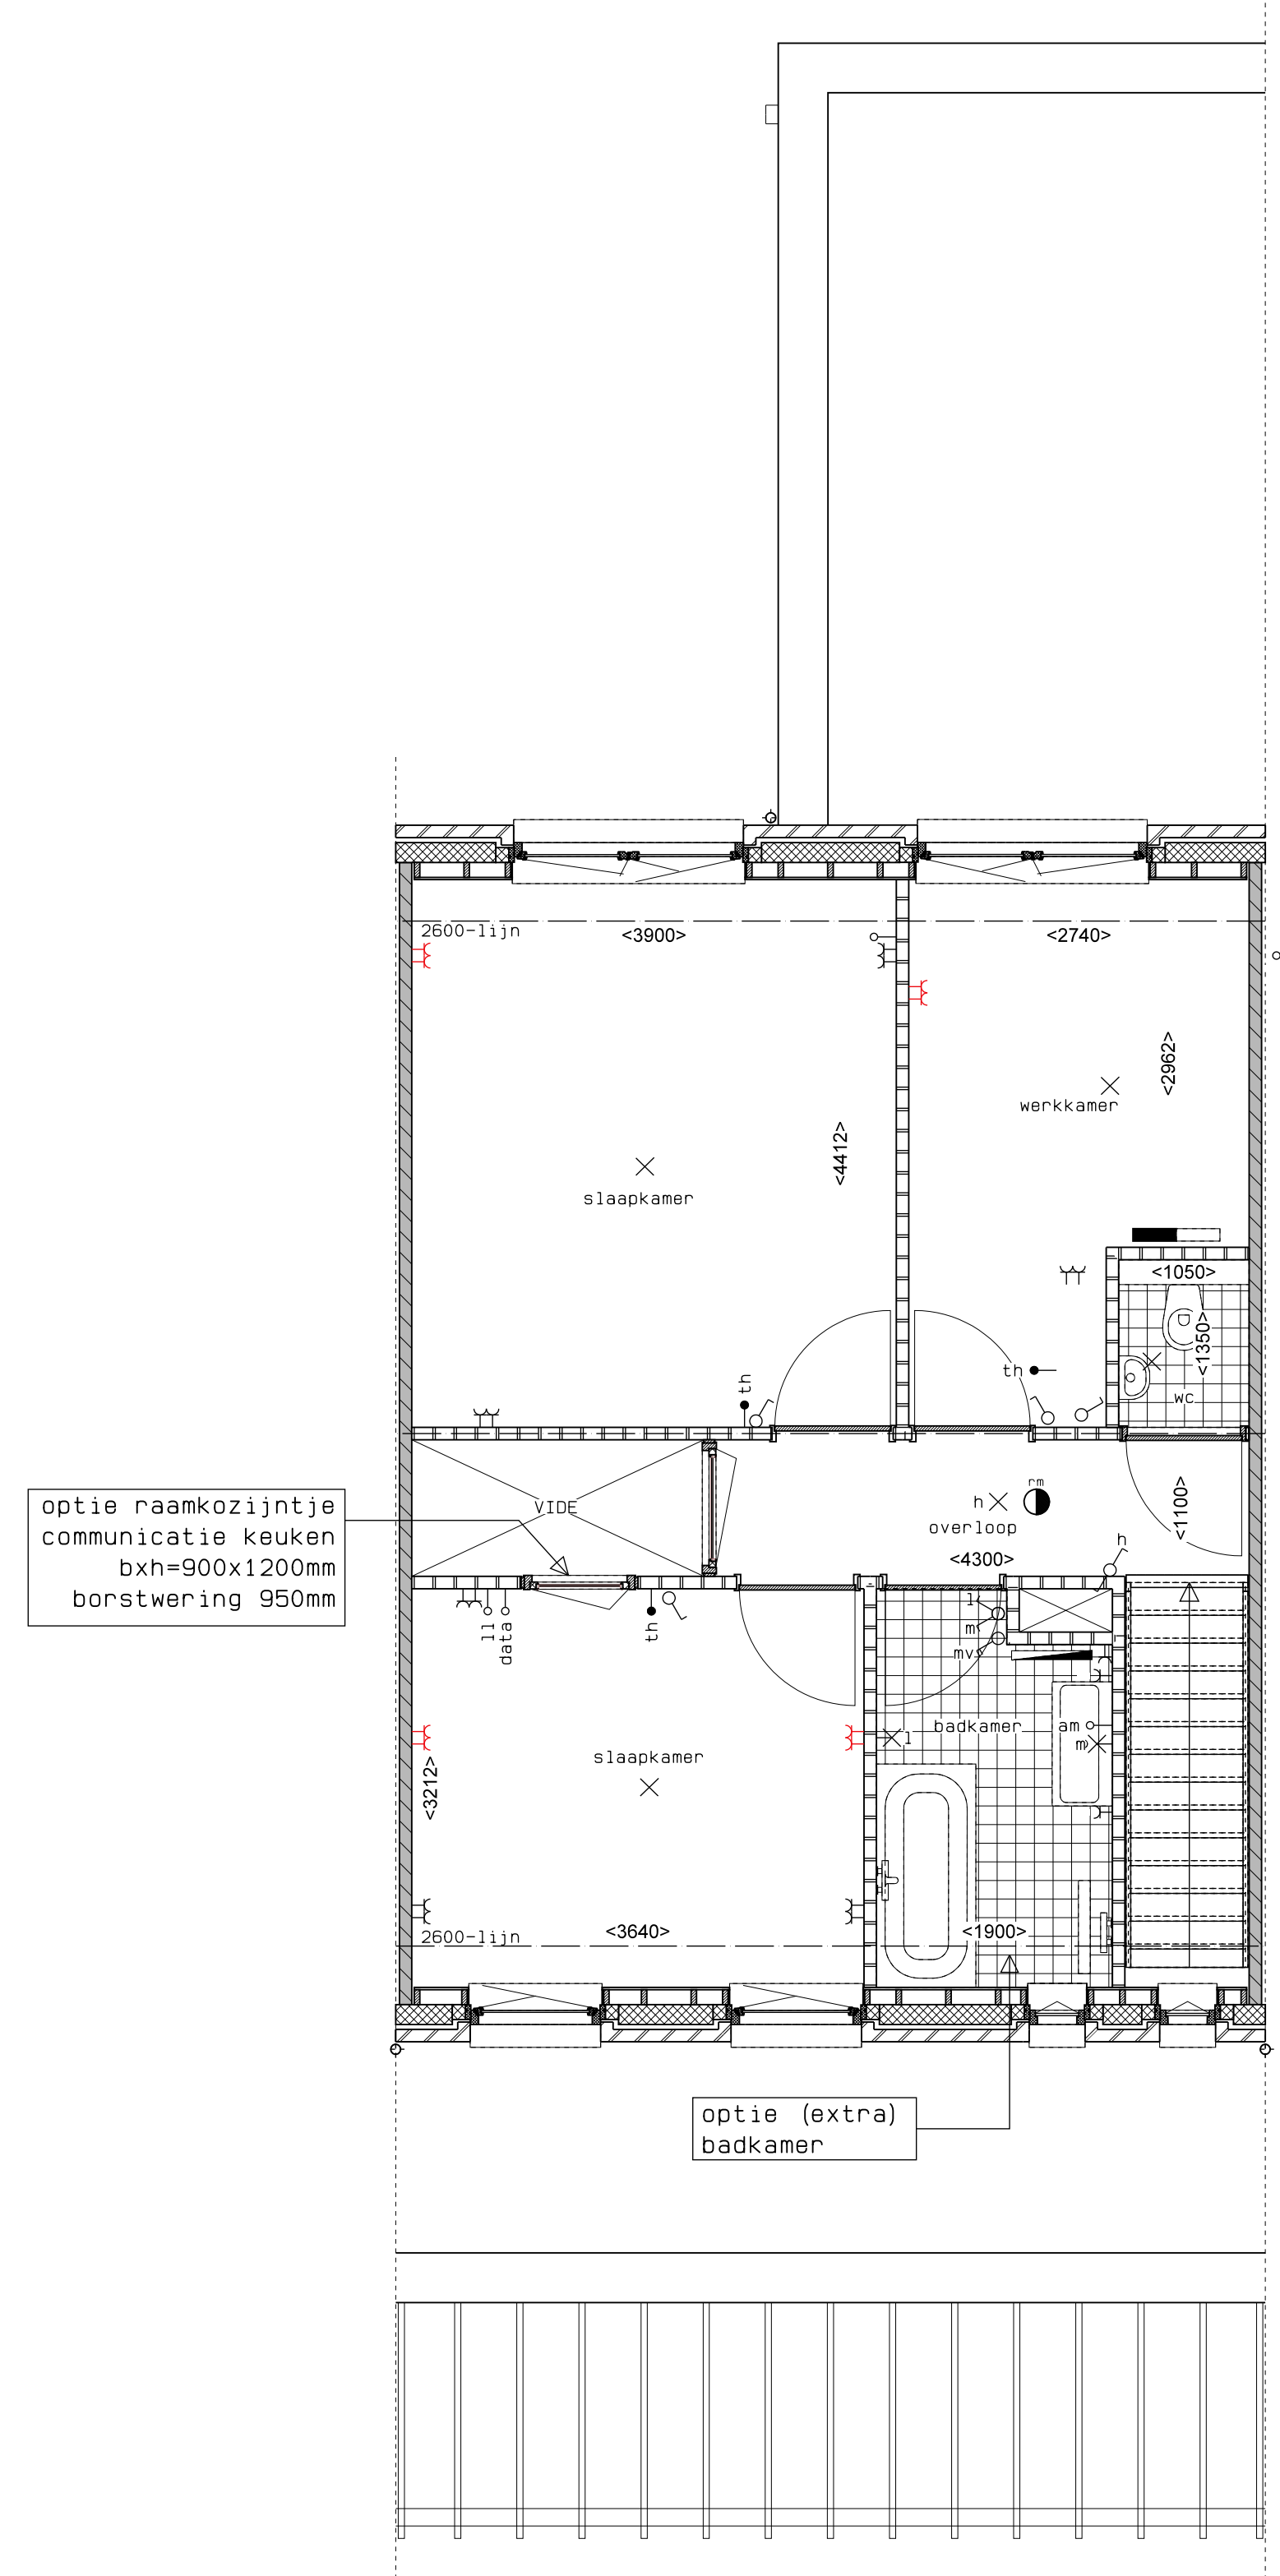 2600-lijn
<3900>
<2740>
<2962>
werkkamer
<4412>
slaapkamer
<1050>
<1350>
th
th
wc
optie raamkozijntje
communicatie keuken
bxh=900x1200mm
borstwering 950mm
VIDE
rm
h
overloop
<1100>
<4300>
h
l
m
mv
ll
data
th
badkamer
am
l
m
slaapkamer
<3212>
2600-lijn
<3640>
<1900>
optie (extra)
badkamer